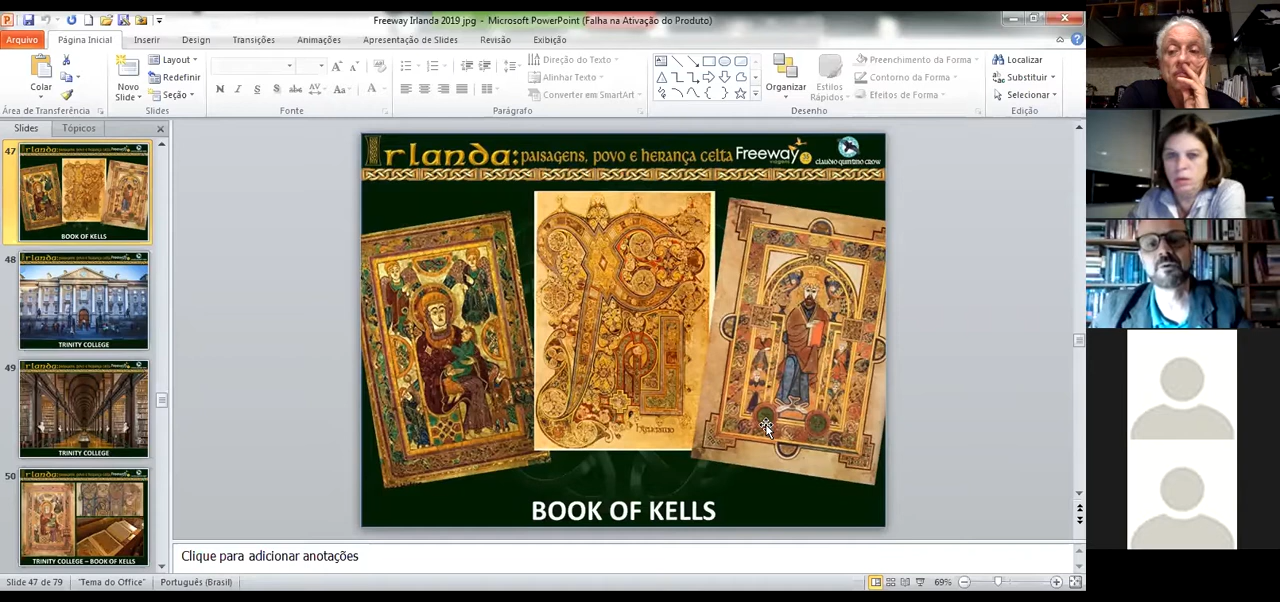 Freeway Irlanda 2019 jpg - Microsoft PowerPoint (Falha na Ativação do Produto)
Arquivo
Página Inicial
Inserir
Design
Transições
Animações
Apresentação de Slides
Revisão
Exibição
Colar
Área de Transferência
Novo Slide
Layout
Redefinir
Seção
Slides
N I S S abc AV Aa A
Fonte
Direção do Texto
Alinhar Texto
Converter em SmartArt
Parágrafo
Organizar
Estilos Rápidos
Preenchimento da Forma
Contorno da Forma
Efeitos de Forma
Desenho
Localizar
Substituir
Selecionar
Edição
Slides
Tópicos
47
BOOK OF KELLS
48
TRINITY COLLEGE
49
TRINITY COLLEGE
50
TRINITY COLLEGE – BOOK OF KELLS
Irlanda: paisagens, povo e herança celta
Freeway
viagens
CLAUDIO QUINTINO CROW
BOOK OF KELLS
Clique para adicionar anotações
Slide 47 de 79
"Tema do Office"
Português (Brasil)
69%